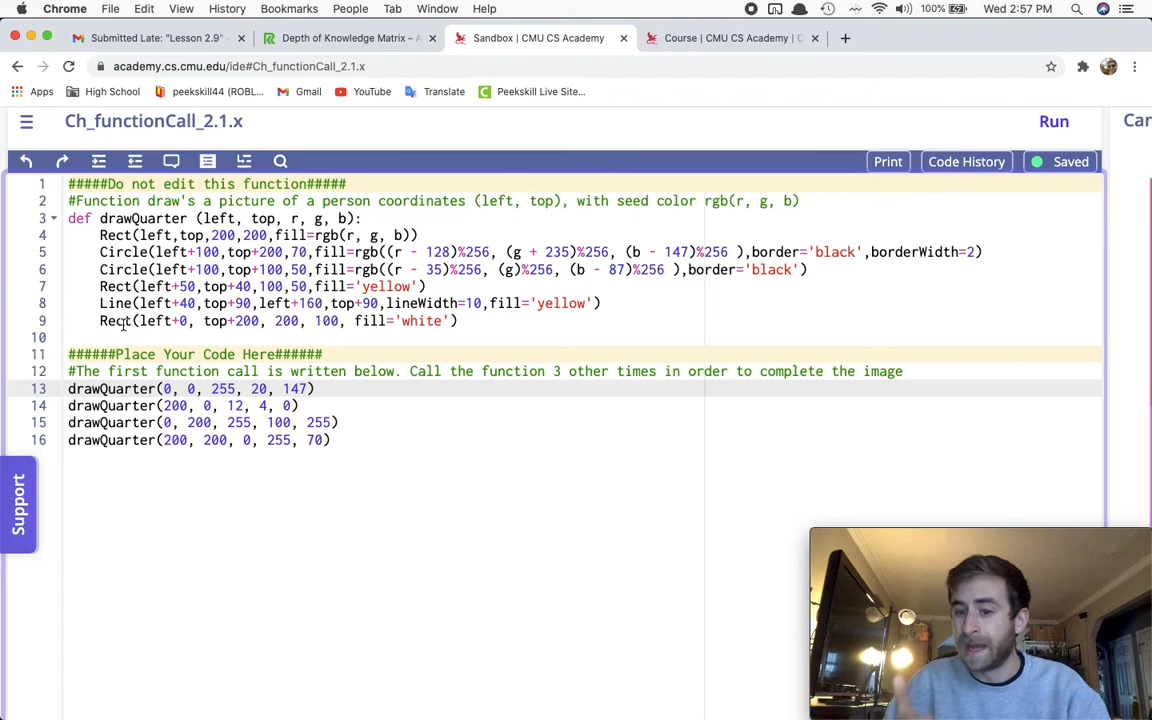 Chrome File Edit View History Bookmarks People Tab Window Help 100% Wed 2:57 PM
Submitted Late: "Lesson 2.9" Depth of Knowledge Matrix – Sandbox | CMU CS Academy Course | CMU CS Academy |
academy.cs.cmu.edu/ide#Ch_functionCall_2.1.x
Apps High School peekskill44 (ROBL... Gmail YouTube Translate Peekskill Live Site...
Ch_functionCall_2.1.x Run Can
Print Code History Saved
1 #####Do not edit this function#####
2 #Function draw's a picture of a person coordinates (left, top), with seed color rgb(r, g, b)
3 def drawQuarter (left, top, r, g, b):
4 Rect(left,top,200,200,fill=rgb(r, g, b))
5 Circle(left+100,top+200,70,fill=rgb((r - 128)%256, (g + 235)%256, (b - 147)%256 ),border='black',borderWidth=2)
6 Circle(left+100,top+100,50,fill=rgb((r - 35)%256, (g)%256, (b - 87)%256 ),border='black')
7 Rect(left+50,top+40,100,50,fill='yellow')
8 Line(left+40,top+90,left+160,top+90,lineWidth=10,fill='yellow')
9 Rect(left+0, top+200, 200, 100, fill='white')
10
11 ######Place Your Code Here######
12 #The first function call is written below. Call the function 3 other times in order to complete the image
13 drawQuarter(0, 0, 255, 20, 147)
14 drawQuarter(200, 0, 12, 4, 0)
15 drawQuarter(0, 200, 255, 100, 255)
16 drawQuarter(200, 200, 0, 255, 70)
Support